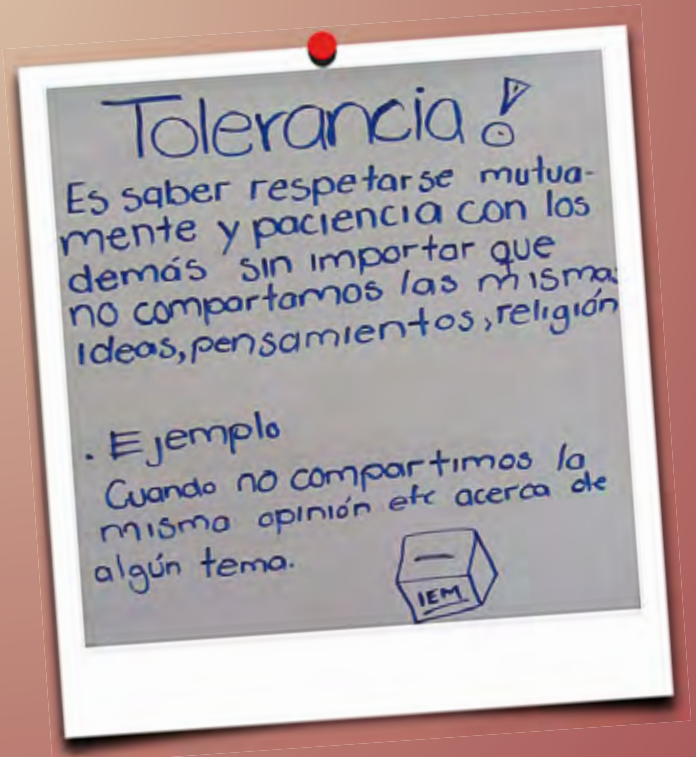 Tolerancia!
Es saber respetarse mutua-
mente y paciencia con los
demás sin importar que
no compartamos las mismas
ideas, pensamientos, religión
. Ejemplo
Cuando no compartimos la
misma opinión etc acerca de
algún tema.
IEM